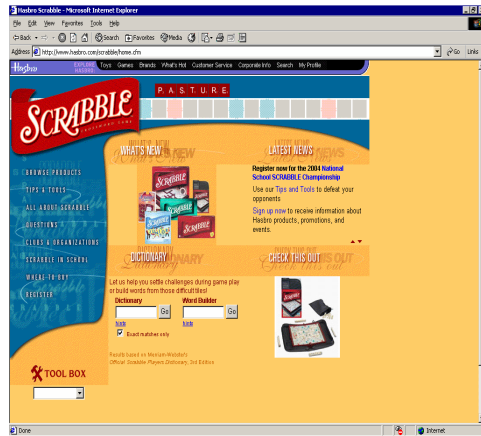 Hasbro Scrabble - Microsoft Internet Explorer
File Edit View Favorites Tools Help
Back Search Favorites Media
Address http://www.hasbro.com/scrabble/home.cfm Go Links
Hasbro EXPLORE HASBRO Toys Games Brands What's Hot Customer Service Corporate Info Search My Profile
P.A.S.T.U.R.E.
SCRABBLE
CROSSWORD GAME
WHAT'S NEW
LATEST NEWS
Register now for the 2004 National
School SCRABBLE Championship
Use our Tips and Tools to defeat your
opponents
Sign up now to receive information about
Hasbro products, promotions, and
events.
BROWSE PRODUCTS
TIPS & TOOLS
ALL ABOUT SCRABBLE
QUESTIONS
CLUBS & ORGANIZATIONS
SCRABBLE IN SCHOOL
WHERE TO BUY
REGISTER
SCRABBLE
DICTIONARY
CHECK THIS OUT
Let us help you settle challenges during game play
or build words from those difficult tiles!
Dictionary Word Builder
Go Go
Exact matches only
Results based on Merriam-Webster's
Official Scrabble Players Dictionary, 3rd Edition.
TOOL BOX
Done Internet